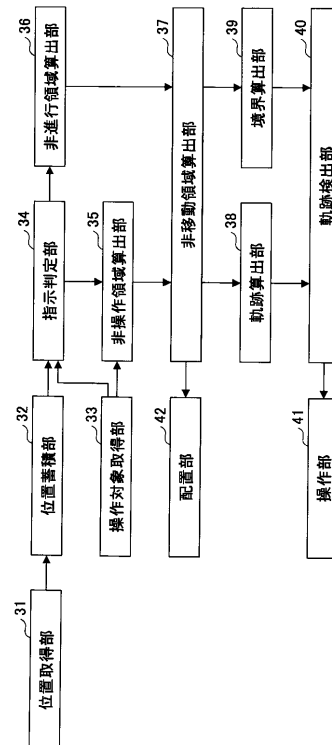 31
位置取得部
32
位置蓄積部
33
操作対象取得部
34
指示判定部
35
非操作領域算出部
36
非進行領域算出部
37
非移動領域算出部
42
配置部
38
軌跡算出部
39
境界算出部
40
軌跡検出部
41
操作部